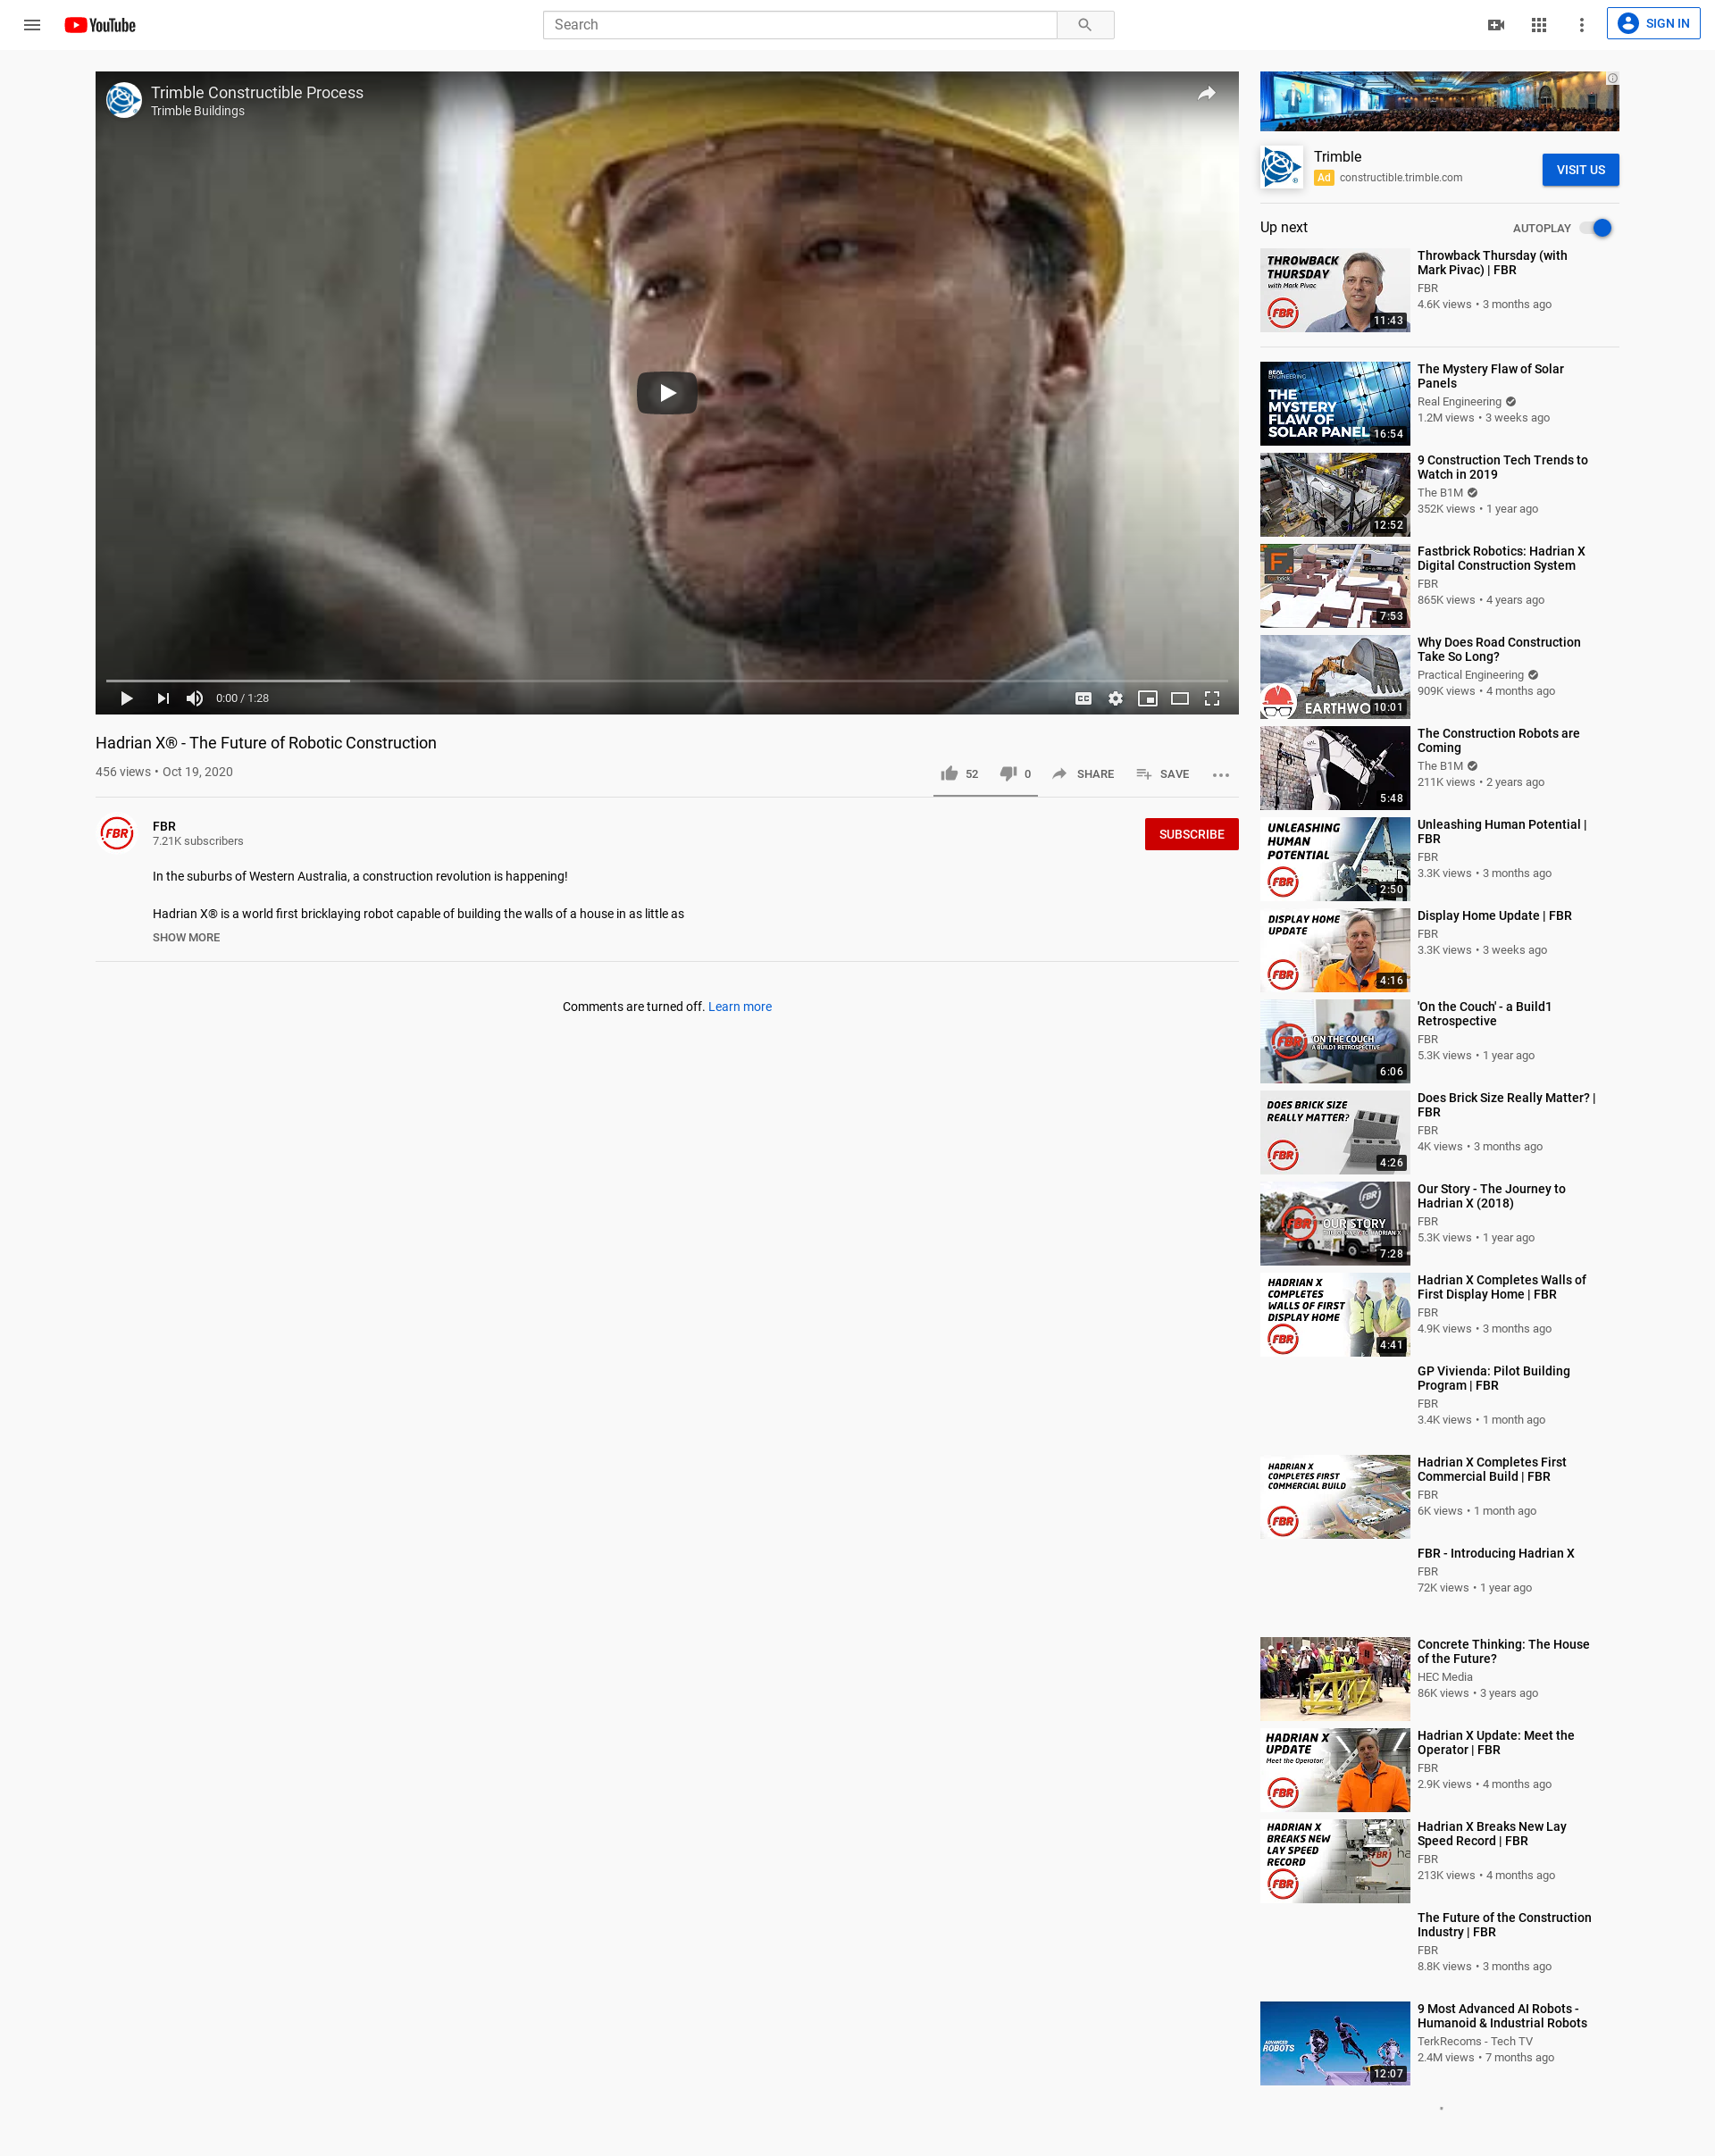 YouTube
Search
SIGN IN
Trimble Constructible Process
Trimble Buildings
0:00 / 1:28
CC
Hadrian X® - The Future of Robotic Construction
456 views • Oct 19, 2020
52
0
SHARE
SAVE
FBR
FBR
7.21K subscribers
SUBSCRIBE
In the suburbs of Western Australia, a construction revolution is happening!
Hadrian X® is a world first bricklaying robot capable of building the walls of a house in as little as
SHOW MORE
Comments are turned off. Learn more
Trimble
Ad constructible.trimble.com
VISIT US
Up next
AUTOPLAY
THROWBACK
THURSDAY
with Mark Pivac
FBR
11:43
Throwback Thursday (with
Mark Pivac) | FBR
FBR
4.6K views • 3 months ago
REAL
ENGINEERING
THE
MYSTERY
FLAW OF
SOLAR PANEL
16:54
The Mystery Flaw of Solar
Panels
Real Engineering
1.2M views • 3 weeks ago
12:52
9 Construction Tech Trends to
Watch in 2019
The B1M
352K views • 1 year ago
F
7:53
Fastbrick Robotics: Hadrian X
Digital Construction System
FBR
865K views • 4 years ago
EARTHWO
10:01
Why Does Road Construction
Take So Long?
Practical Engineering
909K views • 4 months ago
5:48
The Construction Robots are
Coming
The B1M
211K views • 2 years ago
UNLEASHING
HUMAN
POTENTIAL
FBR
2:50
Unleashing Human Potential |
FBR
FBR
3.3K views • 3 months ago
DISPLAY HOME
UPDATE
FBR
4:16
Display Home Update | FBR
FBR
3.3K views • 3 weeks ago
FBR
'ON THE COUCH'
A BUILD1 RETROSPECTIVE
6:06
'On the Couch' - a Build1
Retrospective
FBR
5.3K views • 1 year ago
DOES BRICK SIZE
REALLY MATTER?
FBR
4:26
Does Brick Size Really Matter? |
FBR
FBR
4K views • 3 months ago
FBR
FBR
OUR STORY
7:28
Our Story - The Journey to
Hadrian X (2018)
FBR
5.3K views • 1 year ago
HADRIAN X
COMPLETES
WALLS OF FIRST
DISPLAY HOME
FBR
4:41
Hadrian X Completes Walls of
First Display Home | FBR
FBR
4.9K views • 3 months ago
GP Vivienda: Pilot Building
Program | FBR
FBR
3.4K views • 1 month ago
HADRIAN X
COMPLETES FIRST
COMMERCIAL BUILD
FBR
Hadrian X Completes First
Commercial Build | FBR
FBR
6K views • 1 month ago
FBR - Introducing Hadrian X
FBR
72K views • 1 year ago
Concrete Thinking: The House
of the Future?
HEC Media
86K views • 3 years ago
HADRIAN X
UPDATE
Meet the Operator!
FBR
Hadrian X Update: Meet the
Operator | FBR
FBR
2.9K views • 4 months ago
HADRIAN X
BREAKS NEW
LAY SPEED
RECORD
FBR
FBR
ha
Hadrian X Breaks New Lay
Speed Record | FBR
FBR
213K views • 4 months ago
The Future of the Construction
Industry | FBR
FBR
8.8K views • 3 months ago
ADVANCED
ROBOTS
12:07
9 Most Advanced AI Robots -
Humanoid & Industrial Robots
TerkRecoms - Tech TV
2.4M views • 7 months ago